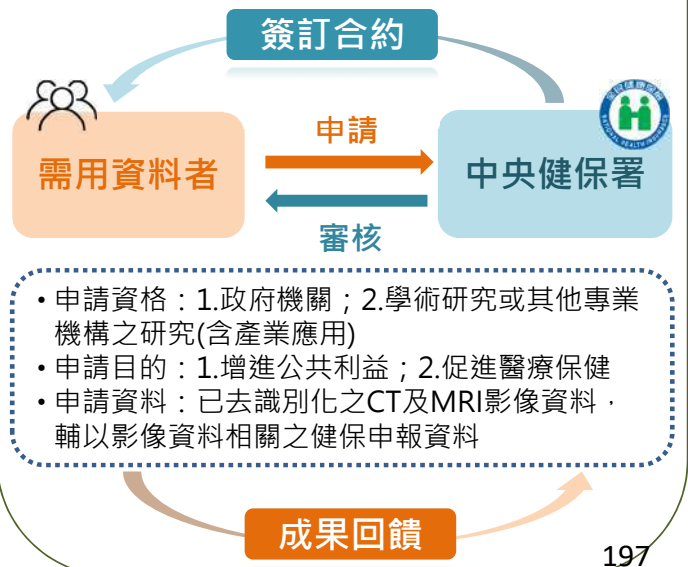 簽訂合約
需用資料者
申請
審核
中央健保署
• 申請資格：1.政府機關；2.學術研究或其他專業
機構之研究(含產業應用)
• 申請目的：1.增進公共利益；2.促進醫療保健
• 申請資料：已去識別化之CT及MRI影像資料，
輔以影像資料相關之健保申報資料
成果回饋
197